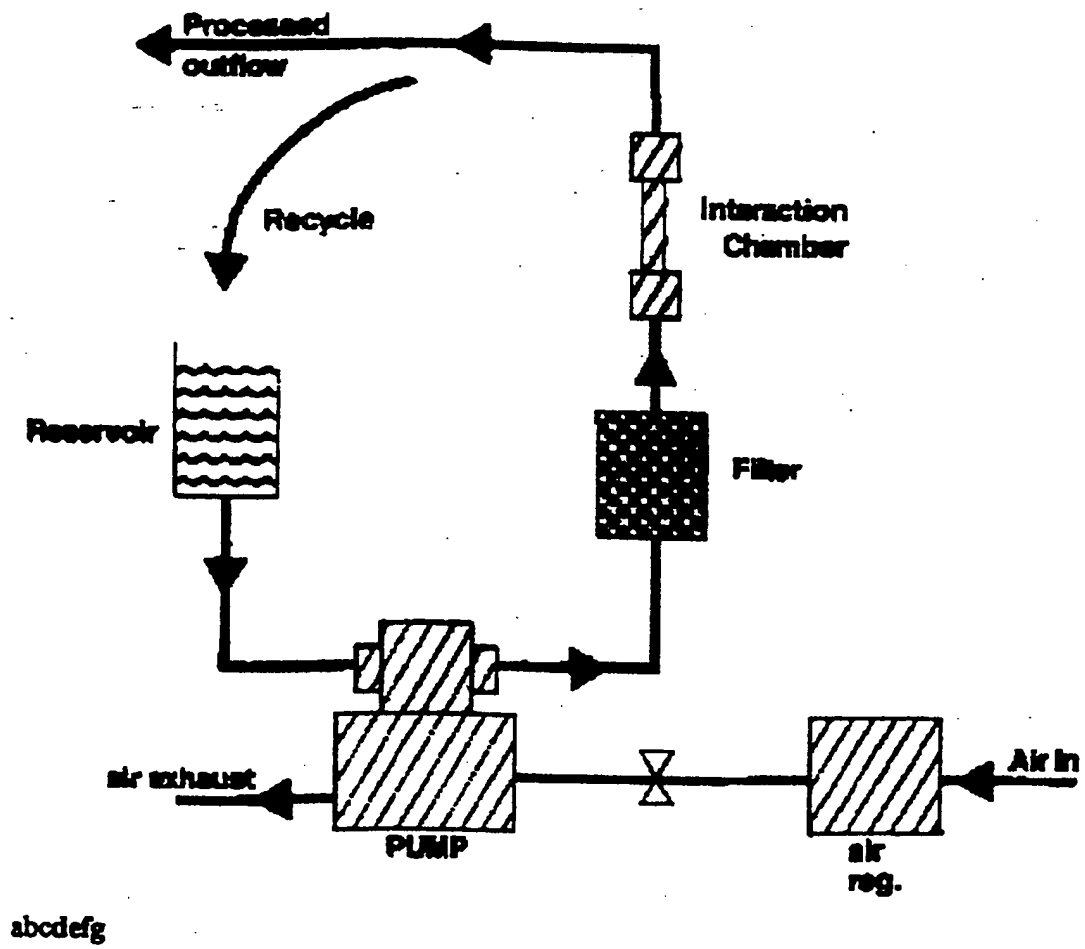 Processed
outflow
Recycle
Interaction
Chamber
Reservoir
Filter
Air in
air exhaust
PUMP
air
reg.
abcdefg